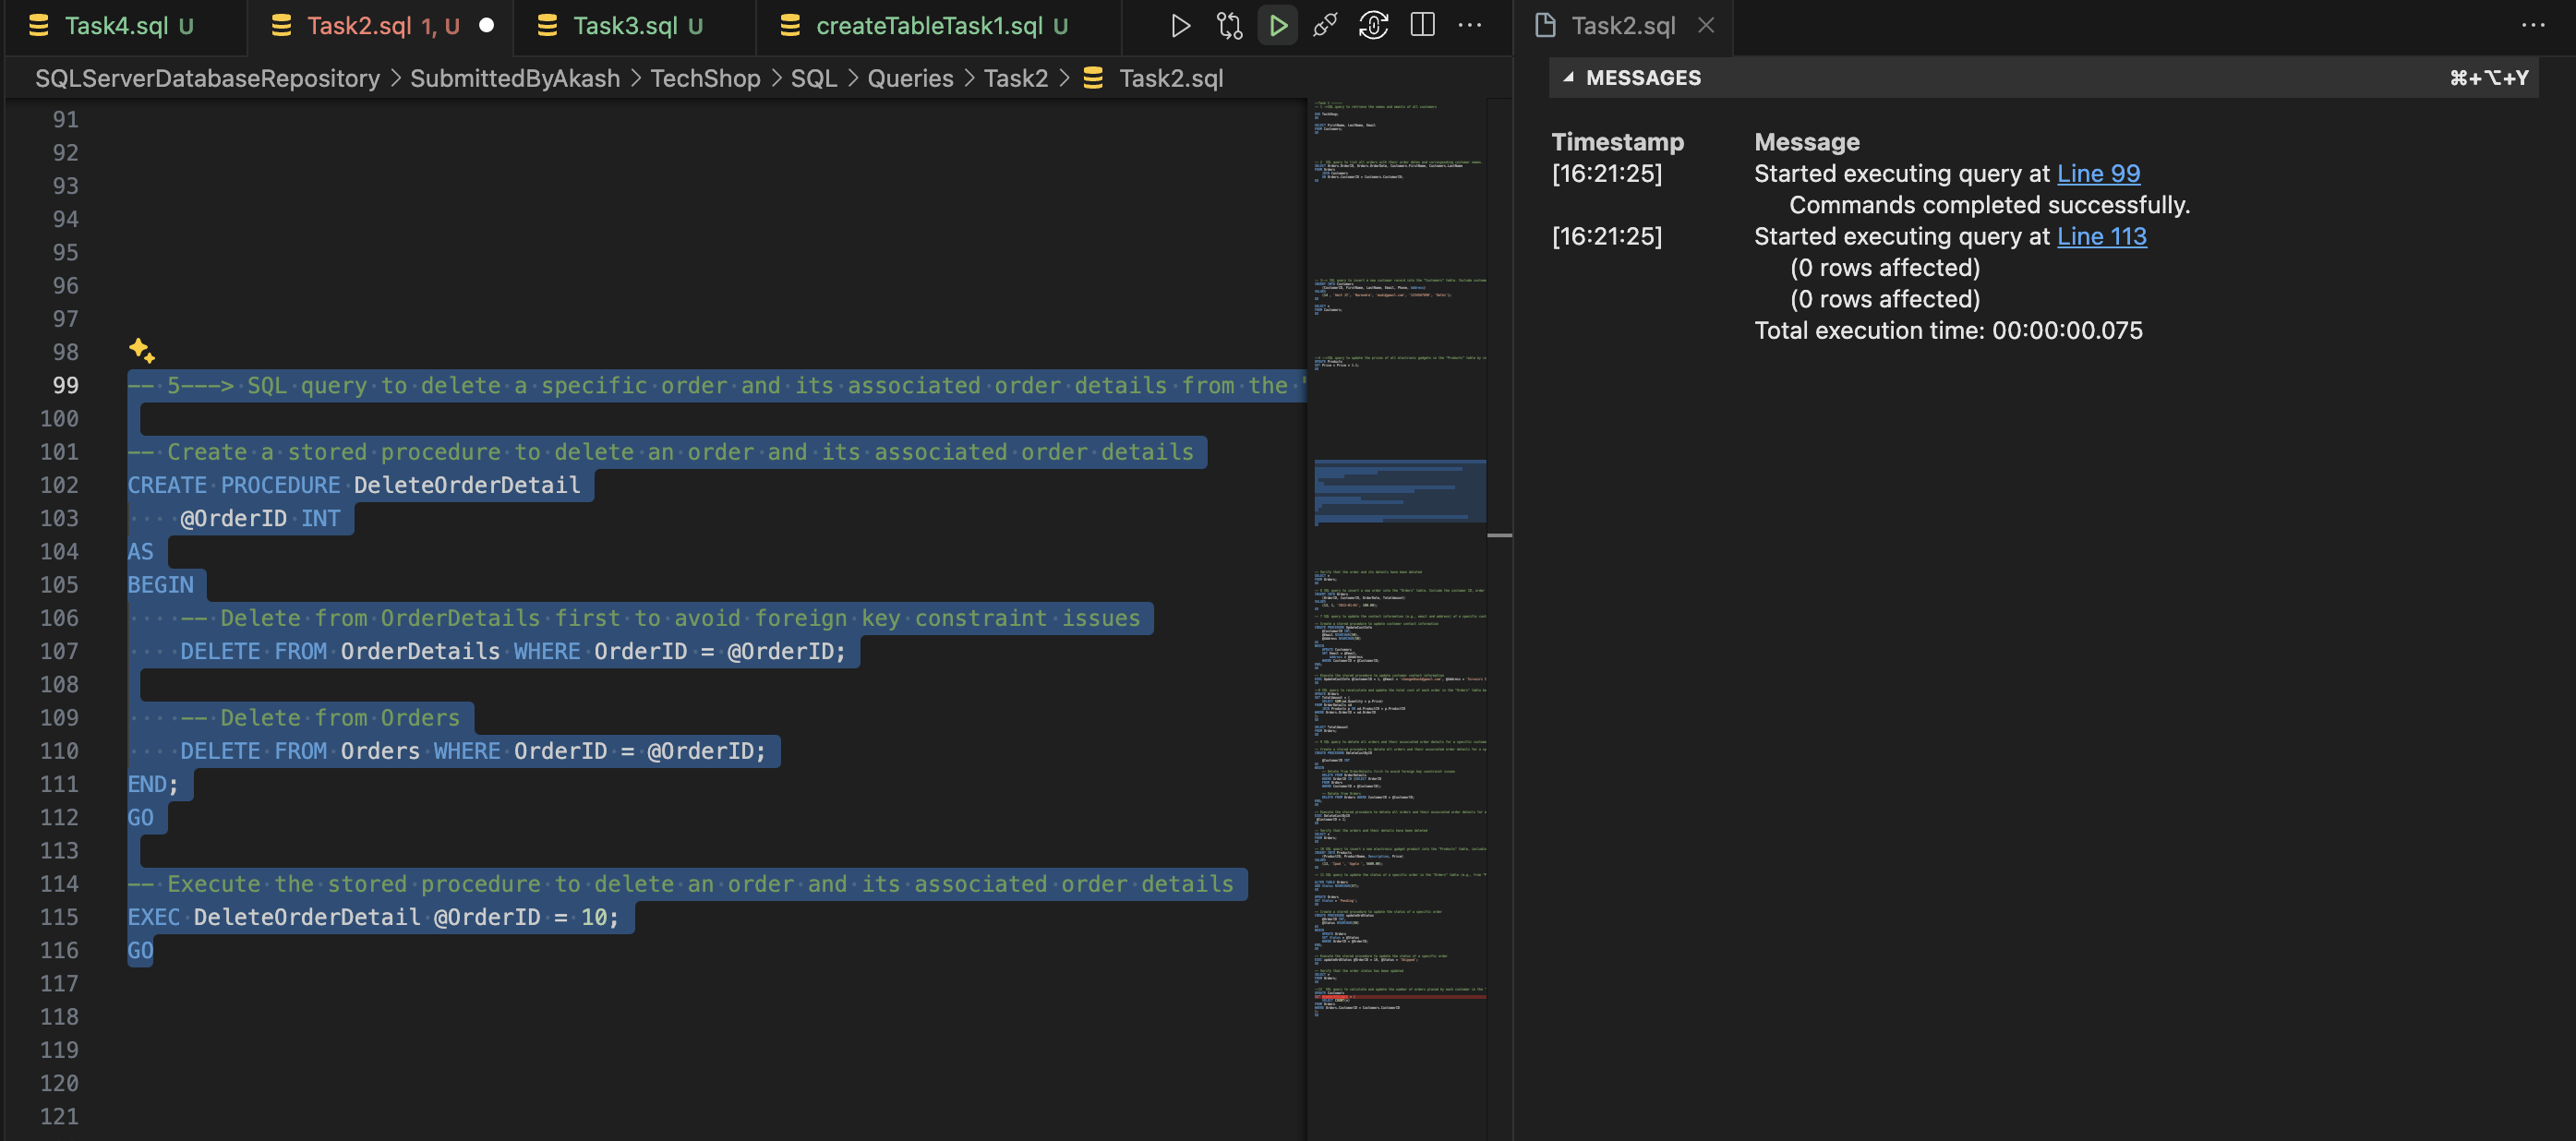 Task4.sql U
Task2.sql 1, U
Task3.sql U
createTableTask1.sql U
SQLServerDatabaseRepository > SubmittedByAkash > TechShop > SQL > Queries > Task2 > Task2.sql
91
92
93
94
95
96
97
98
99 -- 5---> SQL query to delete a specific order and its associated order details from the "
100
101 -- Create a stored procedure to delete an order and its associated order details
102 CREATE PROCEDURE DeleteOrderDetail
103 @OrderID INT
104 AS
105 BEGIN
106 -- Delete from OrderDetails first to avoid foreign key constraint issues
107 DELETE FROM OrderDetails WHERE OrderID = @OrderID;
108
109 -- Delete from Orders
110 DELETE FROM Orders WHERE OrderID = @OrderID;
111 END;
112 GO
113
114 -- Execute the stored procedure to delete an order and its associated order details
115 EXEC DeleteOrderDetail @OrderID = 10;
116 GO
117
118
119
120
121
Task2.sql
MESSAGES ⌘+⌥+Y
Timestamp Message
[16:21:25] Started executing query at Line 99
Commands completed successfully.
[16:21:25] Started executing query at Line 113
(0 rows affected)
(0 rows affected)
Total execution time: 00:00:00.075